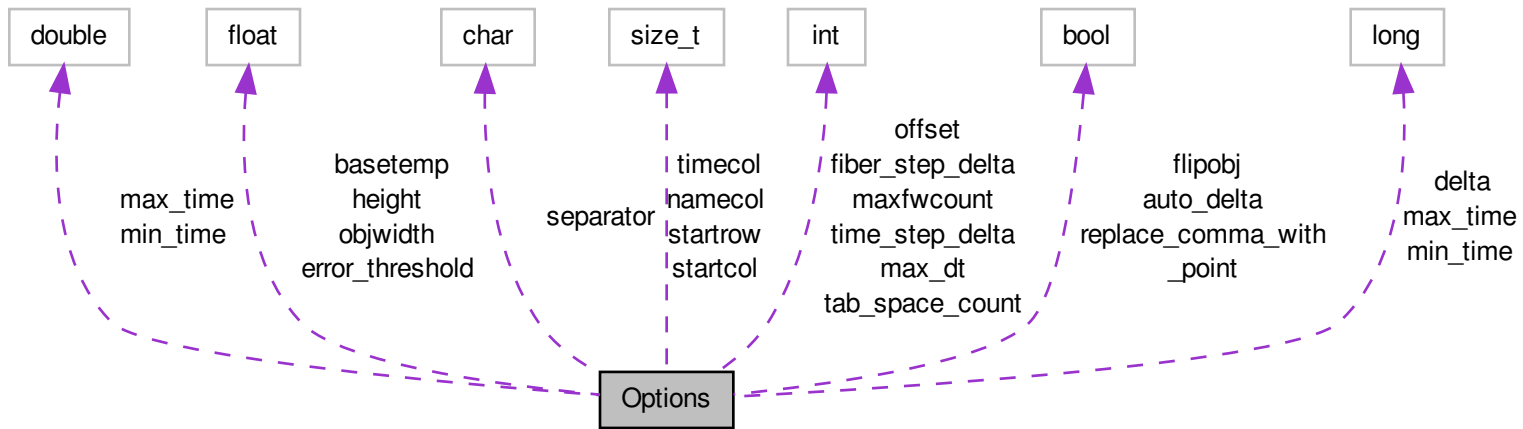 double
float
char
size_t
int
bool
long
max_time
min_time
basetemp
height
objwidth
error_threshold
separator
timecol
namecol
startrow
startcol
offset
fiber_step_delta
maxfwcount
time_step_delta
max_dt
tab_space_count
flipobj
auto_delta
replace_comma_with
_point
delta
max_time
min_time
Options